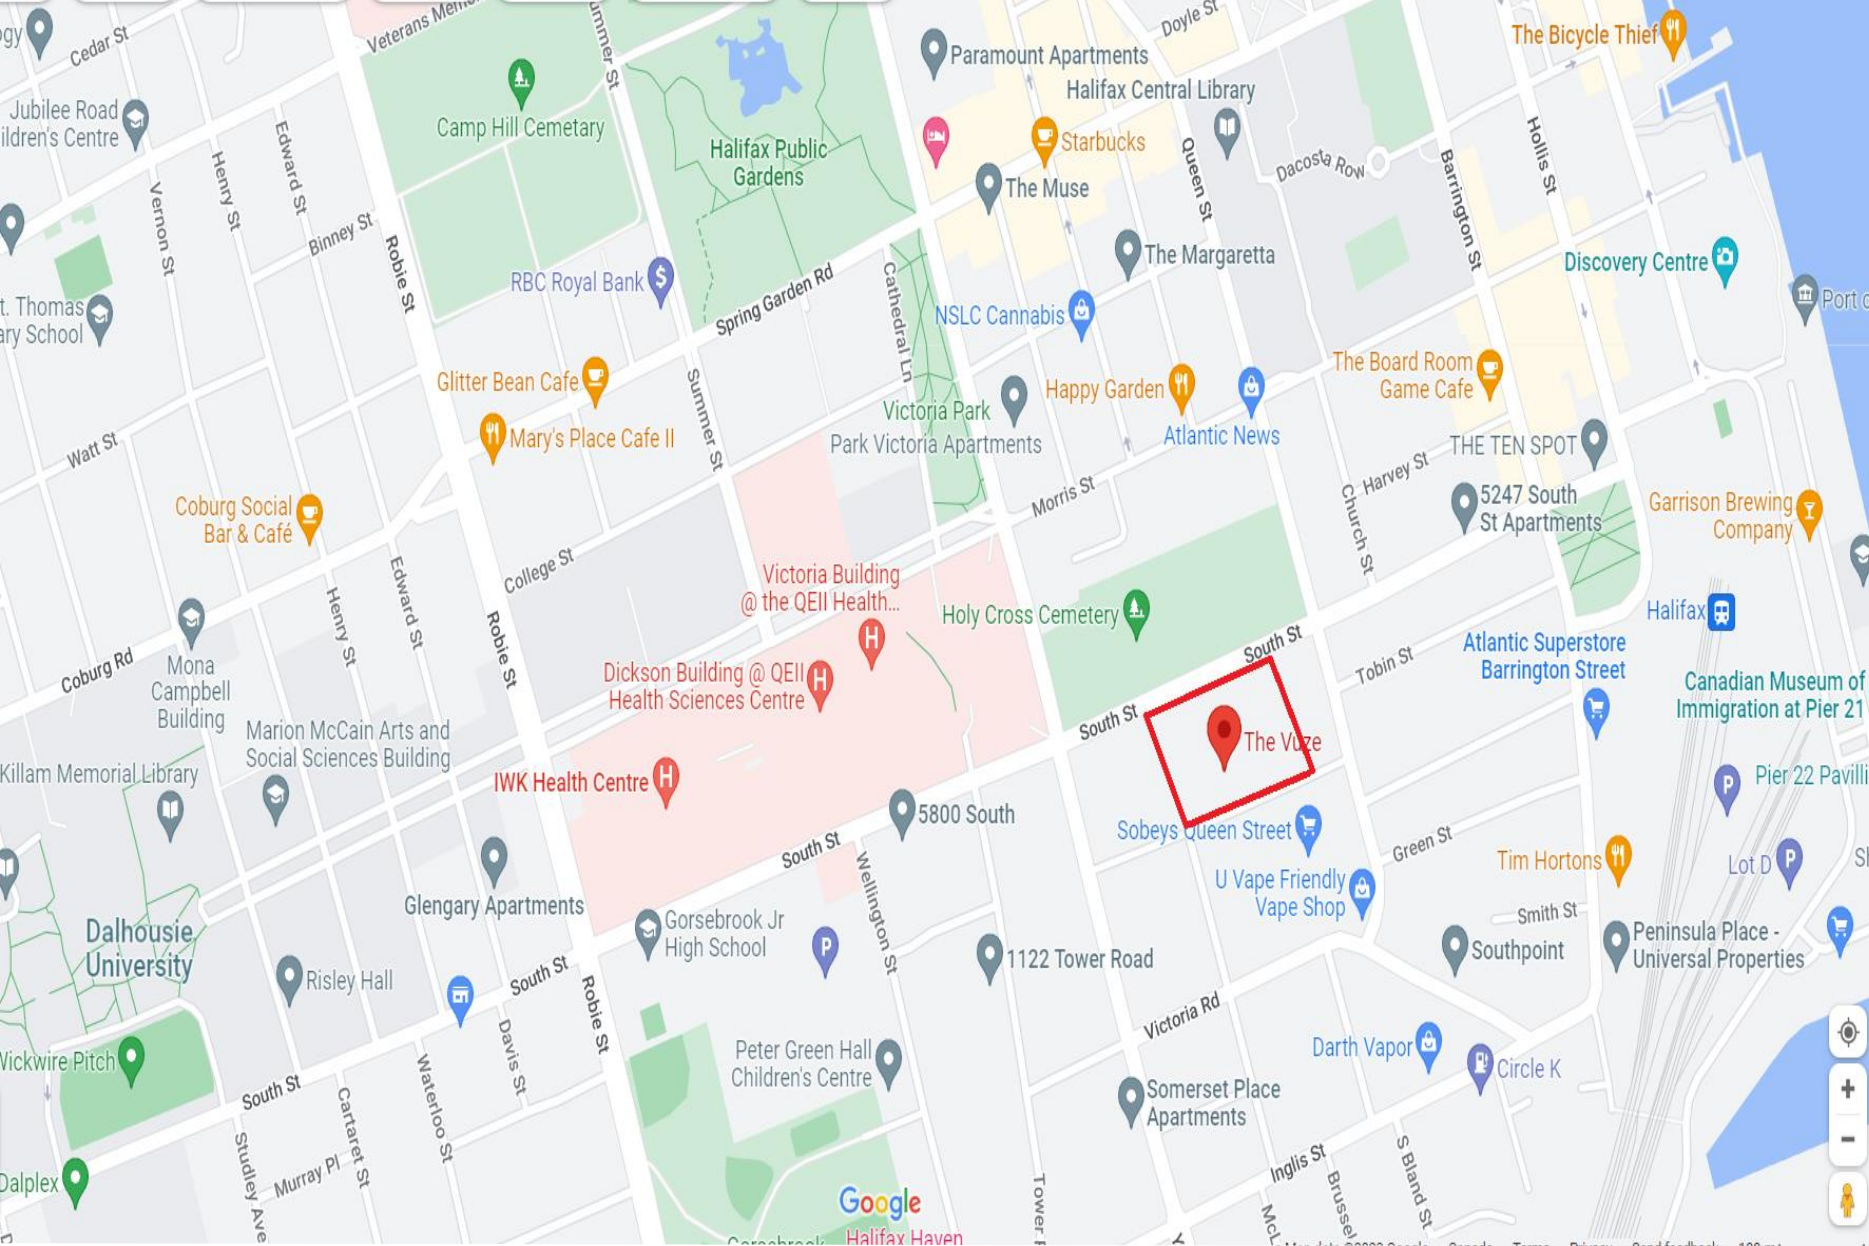 Veterans Memo
Doyle St
The Bicycle Thief
Cedar St
Summer St
Paramount Apartments
Halifax Central Library
Jubilee Road
ildren's Centre
Edward St
Camp Hill Cemetary
Halifax Public
Gardens
Starbucks
Queen St
Hollis St
Dacosta Row
The Muse
Henry St
Vernon St
Binney St
Robie St
Barrington St
The Margaretta
Discovery Centre
RBC Royal Bank
Spring Garden Rd
Cathedral Ln
NSLC Cannabis
t. Thomas
ary School
Port o
The Board Room
Game Cafe
Glitter Bean Cafe
Happy Garden
Summer St
Victoria Park
Park Victoria Apartments
Atlantic News
Mary's Place Cafe II
Watt St
THE TEN SPOT
Harvey St
Morris St
5247 South
St Apartments
Coburg Social
Bar & Café
Church St
Garrison Brewing
Company
College St
Victoria Building
@ the QEII Health...
Henry St
Edward St
Robie St
Holy Cross Cemetery
Halifax
South St
Atlantic Superstore
Barrington Street
Tobin St
Coburg Rd
Mona
Campbell
Building
Dickson Building @ QEII
Health Sciences Centre
Canadian Museum of
Immigration at Pier 21
South St
Marion McCain Arts and
Social Sciences Building
The Vuze
Killam Memorial Library
IWK Health Centre
Pier 22 Pavilli
P
5800 South
Sobeys Queen Street
South St
Green St
Tim Hortons
Lot D
P
Wellington St
U Vape Friendly
Vape Shop
Glengary Apartments
Gorsebrook Jr
High School
P
Smith St
Dalhousie
University
Peninsula Place -
Universal Properties
Southpoint
1122 Tower Road
Risley Hall
South St
Robie St
Victoria Rd
Davis St
Wickwire Pitch
Peter Green Hall
Children's Centre
Darth Vapor
Circle K
Waterloo St
South St
Cartaret St
Somerset Place
Apartments
Studley Ave
Murray Pl
Inglis St
S Bland St
Brussel
Dalplex
Tower R
Google
McL
Halifax Haven